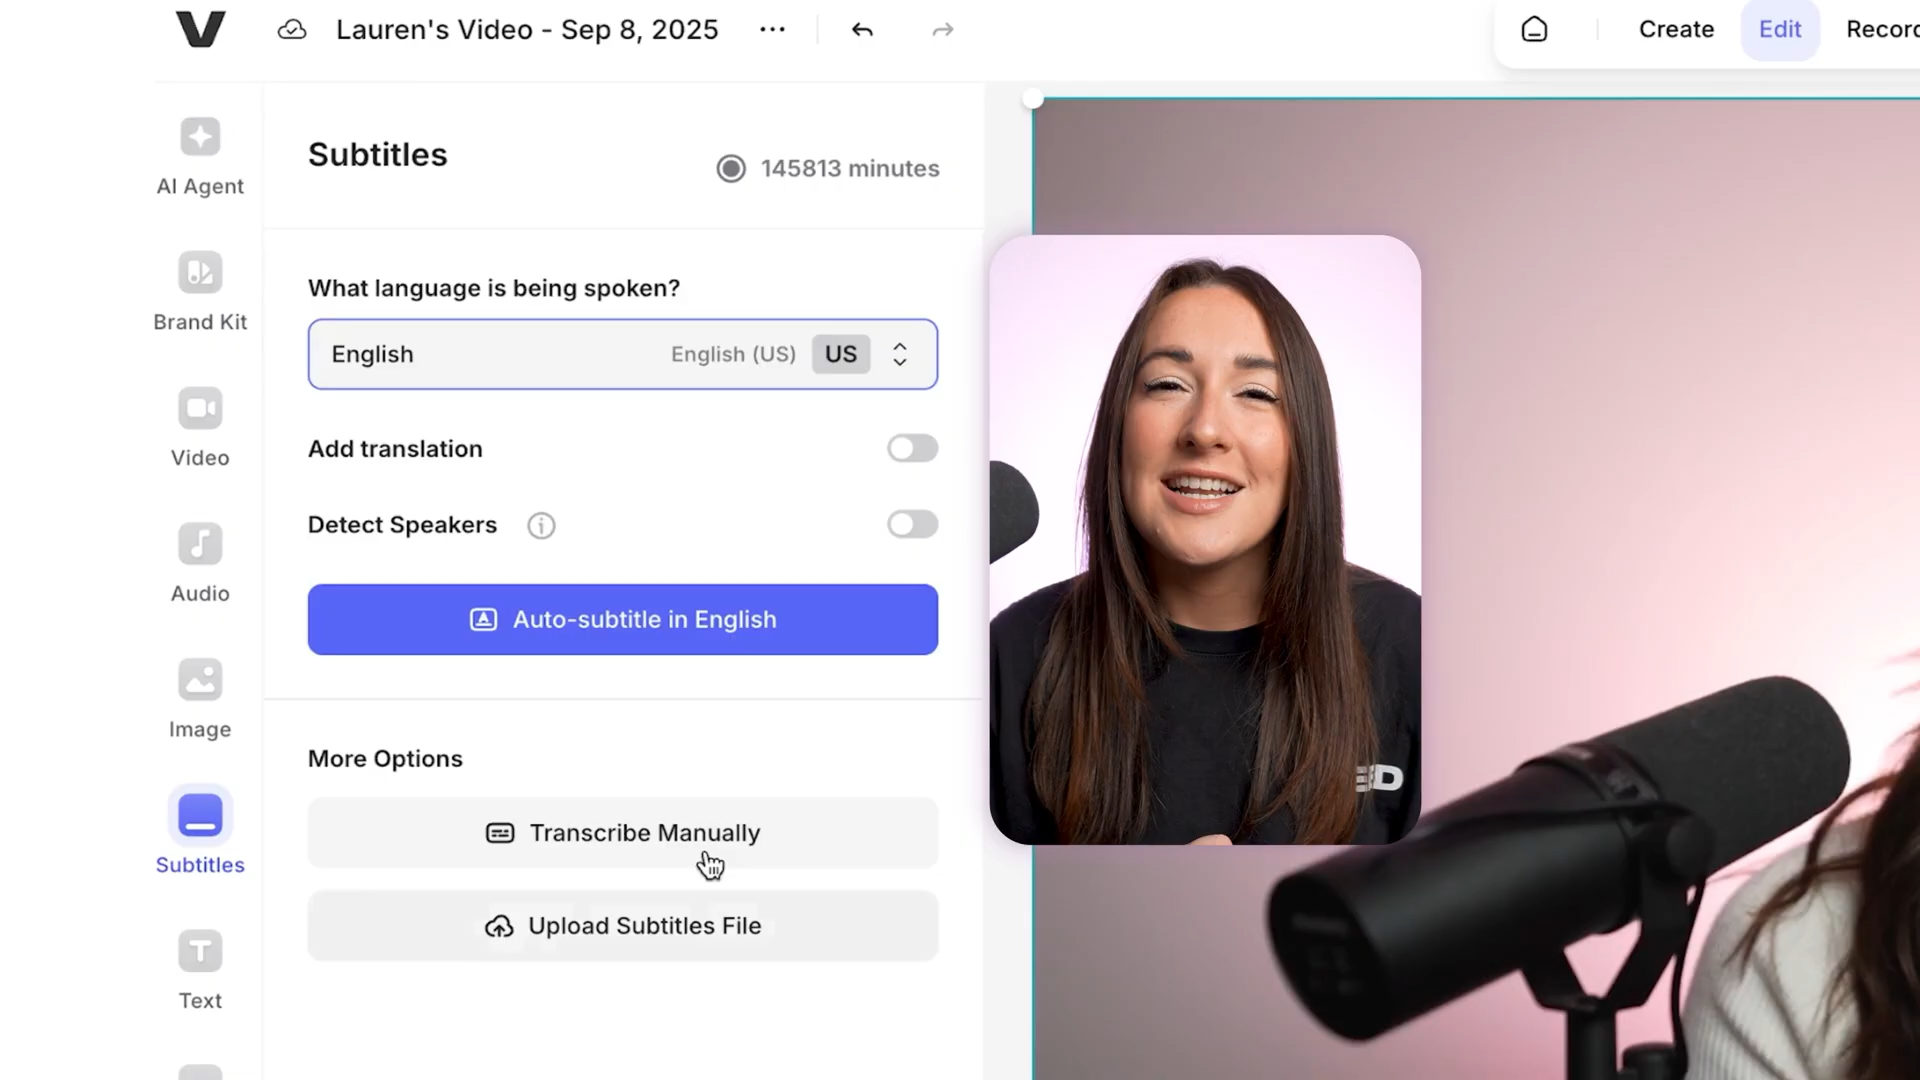 Lauren's Video - Sep 8, 2025
Create
Edit
AI Agent
Brand Kit
Video
Audio
Image
Subtitles
Text
Subtitles
145813 minutes
What language is being spoken?
English
English (US)
US
Add translation
Detect Speakers
Auto-subtitle in English
More Options
Transcribe Manually
Upload Subtitles File